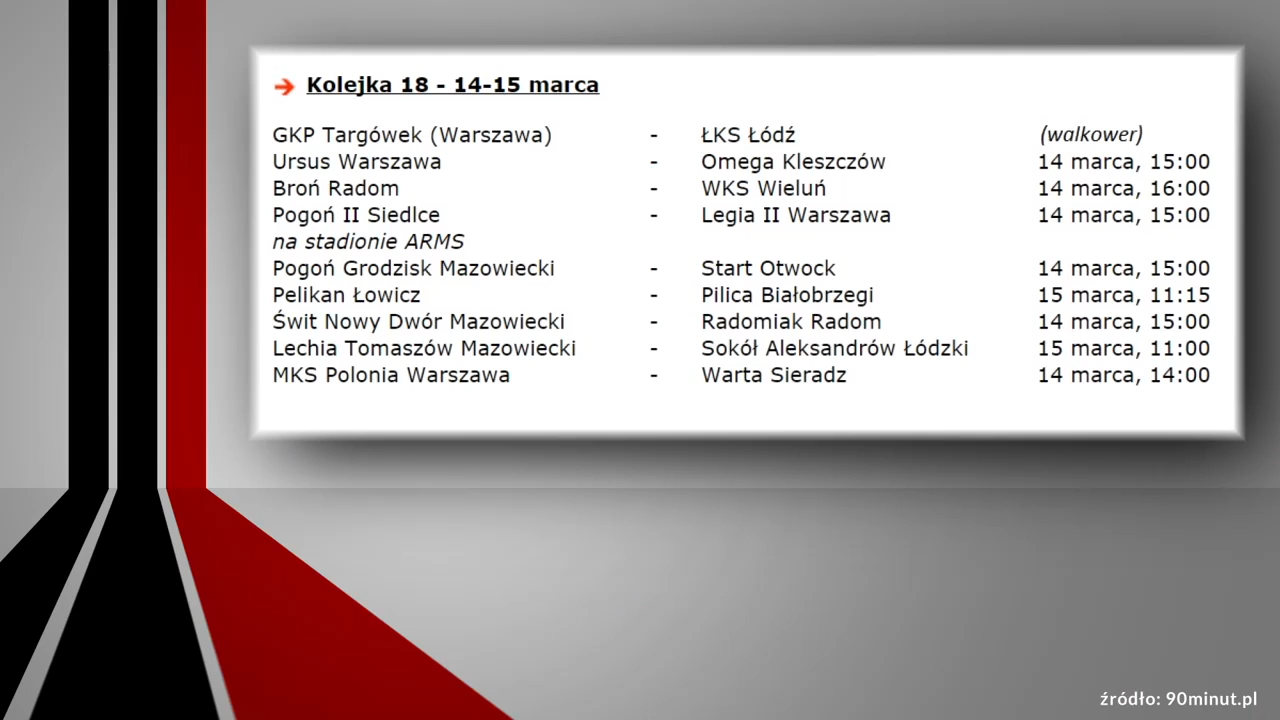 Kolejka 18 - 14-15 marca
GKP Targówek (Warszawa) - ŁKS Łódź (walkower)
Ursus Warszawa - Omega Kleszczów 14 marca, 15:00
Broń Radom - WKS Wieluń 14 marca, 16:00
Pogoń II Siedlce - Legia II Warszawa 14 marca, 15:00
na stadionie ARMS
Pogoń Grodzisk Mazowiecki - Start Otwock 14 marca, 15:00
Pelikan Łowicz - Pilica Białobrzegi 15 marca, 11:15
Świt Nowy Dwór Mazowiecki - Radomiak Radom 14 marca, 15:00
Lechia Tomaszów Mazowiecki - Sokół Aleksandrów Łódzki 15 marca, 11:00
MKS Polonia Warszawa - Warta Sieradz 14 marca, 14:00
źródło: 90minut.pl